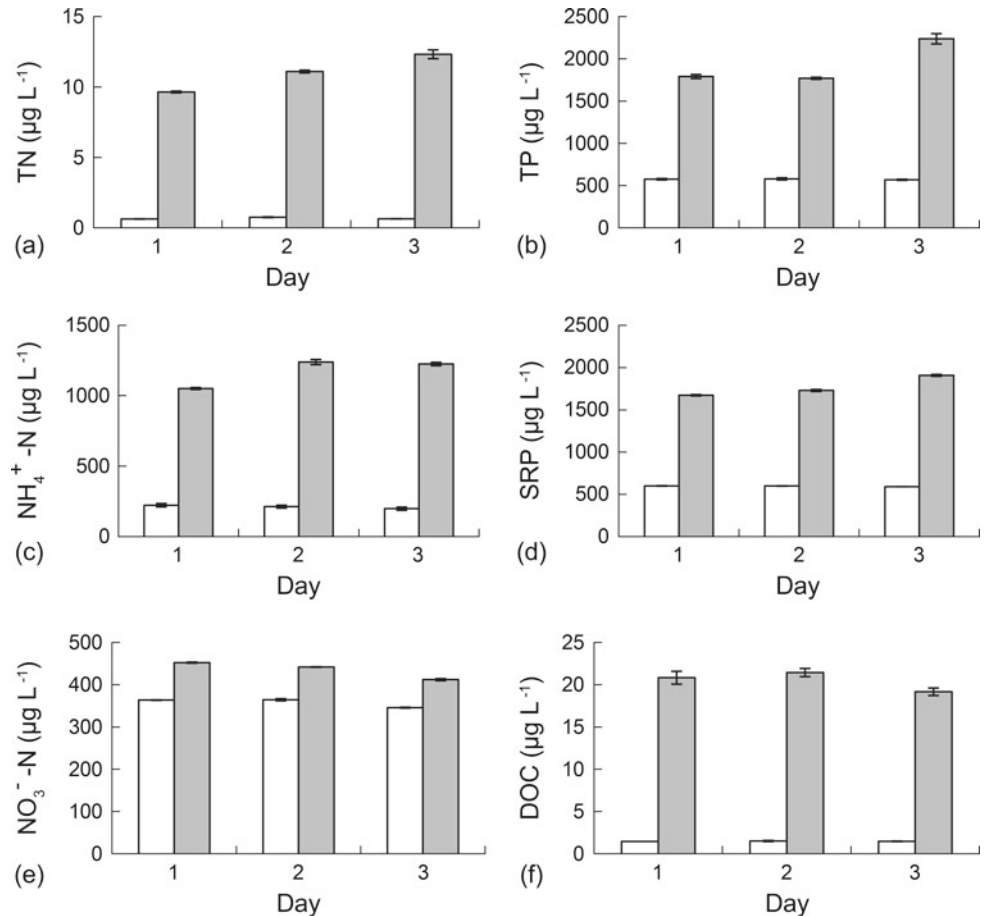 TN (µg L⁻¹)
15
10
5
0
1 2 3
(a)
Day
TP (µg L⁻¹)
2500
2000
1500
1000
500
0
1 2 3
(b)
Day
NH₄⁺ -N (µg L⁻¹)
1500
1000
500
0
1 2 3
(c)
Day
SRP (µg L⁻¹)
2500
2000
1500
1000
500
0
1 2 3
(d)
Day
NO₃⁻ -N (µg L⁻¹)
500
400
300
200
100
0
1 2 3
(e)
Day
DOC (µg L⁻¹)
25
20
15
10
5
0
1 2 3
(f)
Day